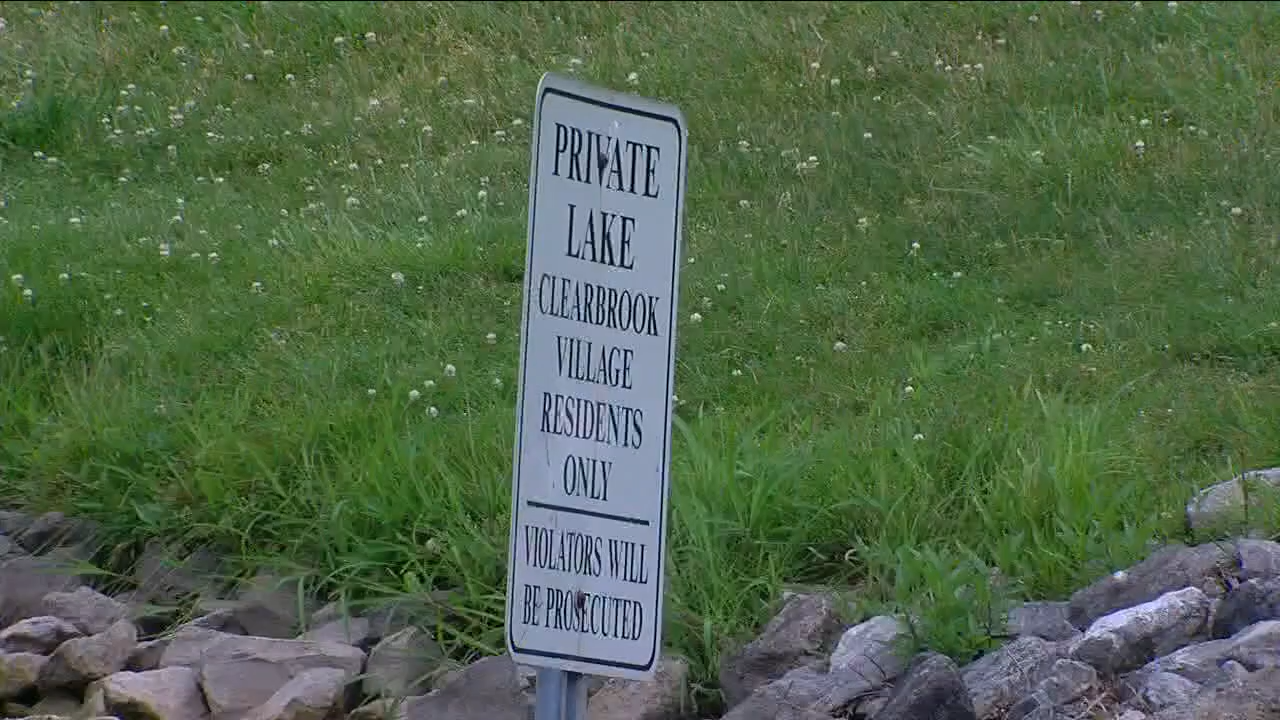 PRIVATE
LAKE
CLEARBROOK
VILLAGE
RESIDENTS
ONLY
VIOLATORS WILL
BE PROSECUTED